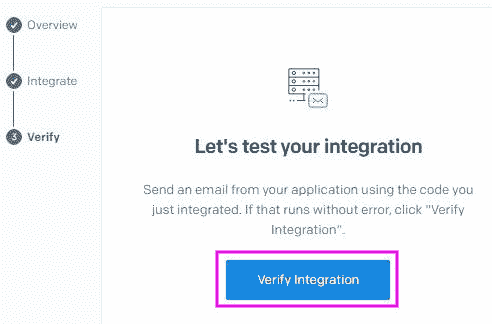 Overview
Integrate
3 Verify
Let's test your integration
Send an email from your application using the code you
just integrated. If that runs without error, click "Verify
Integration".
Verify Integration